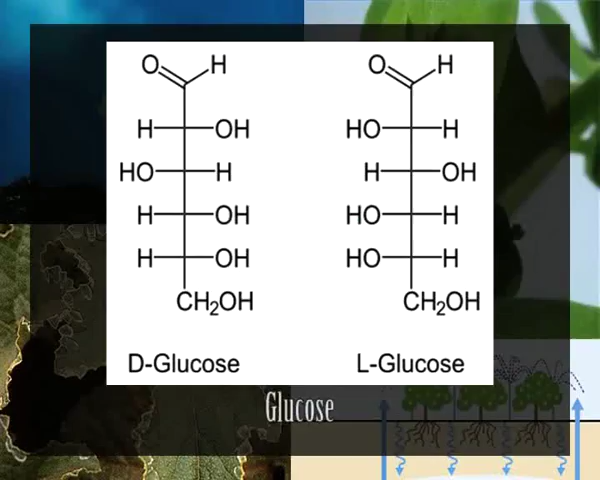 O H O H
H OH HO H
HO H H OH
H OH HO H
H OH HO H
CH₂OH CH₂OH
D-Glucose L-Glucose
Glucose